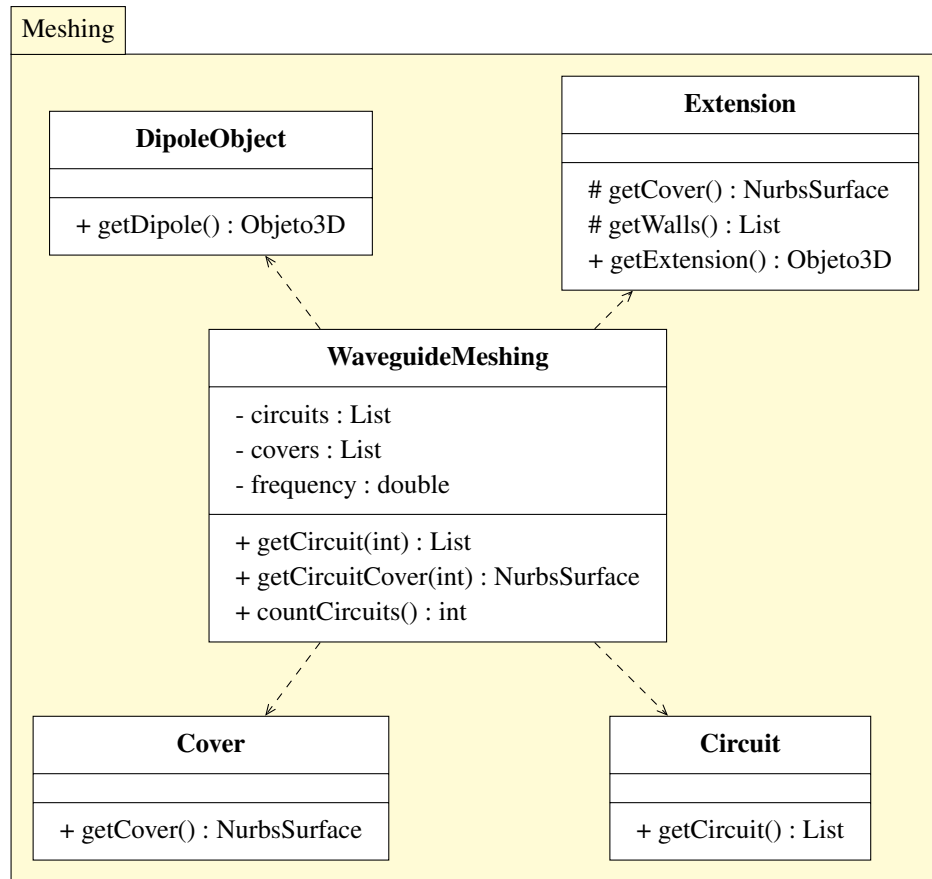 Meshing
DipoleObject
+ getDipole() : Objeto3D
Extension
# getCover() : NurbsSurface
# getWalls() : List
+ getExtension() : Objeto3D
WaveguideMeshing
- circuits : List
- covers : List
- frequency : double
+ getCircuit(int) : List
+ getCircuitCover(int) : NurbsSurface
+ countCircuits() : int
Cover
+ getCover() : NurbsSurface
Circuit
+ getCircuit() : List